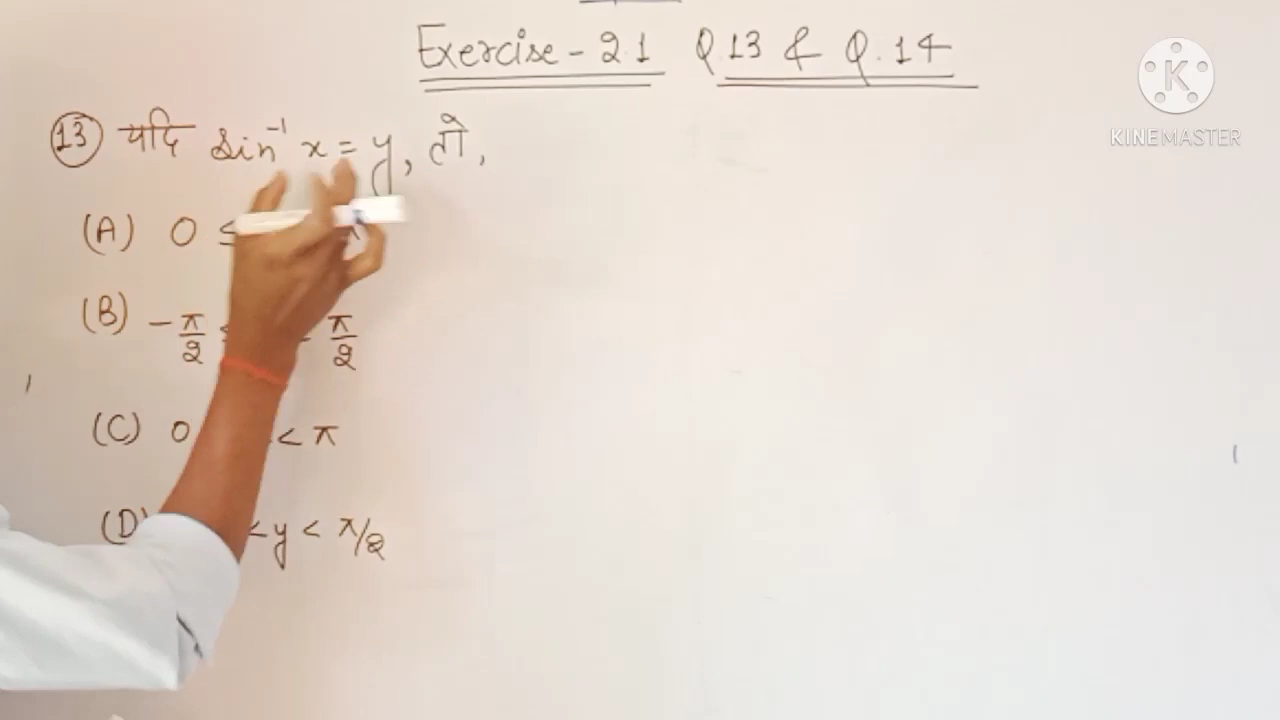 Exercise - 2.1 Q.13 & Q.14
KINEMASTER
(13) यदि sin⁻¹ x = y, तो,
(A) 0 ≤
(B) -π/2 π/2
(C) 0 < π
(D) < y < π/2